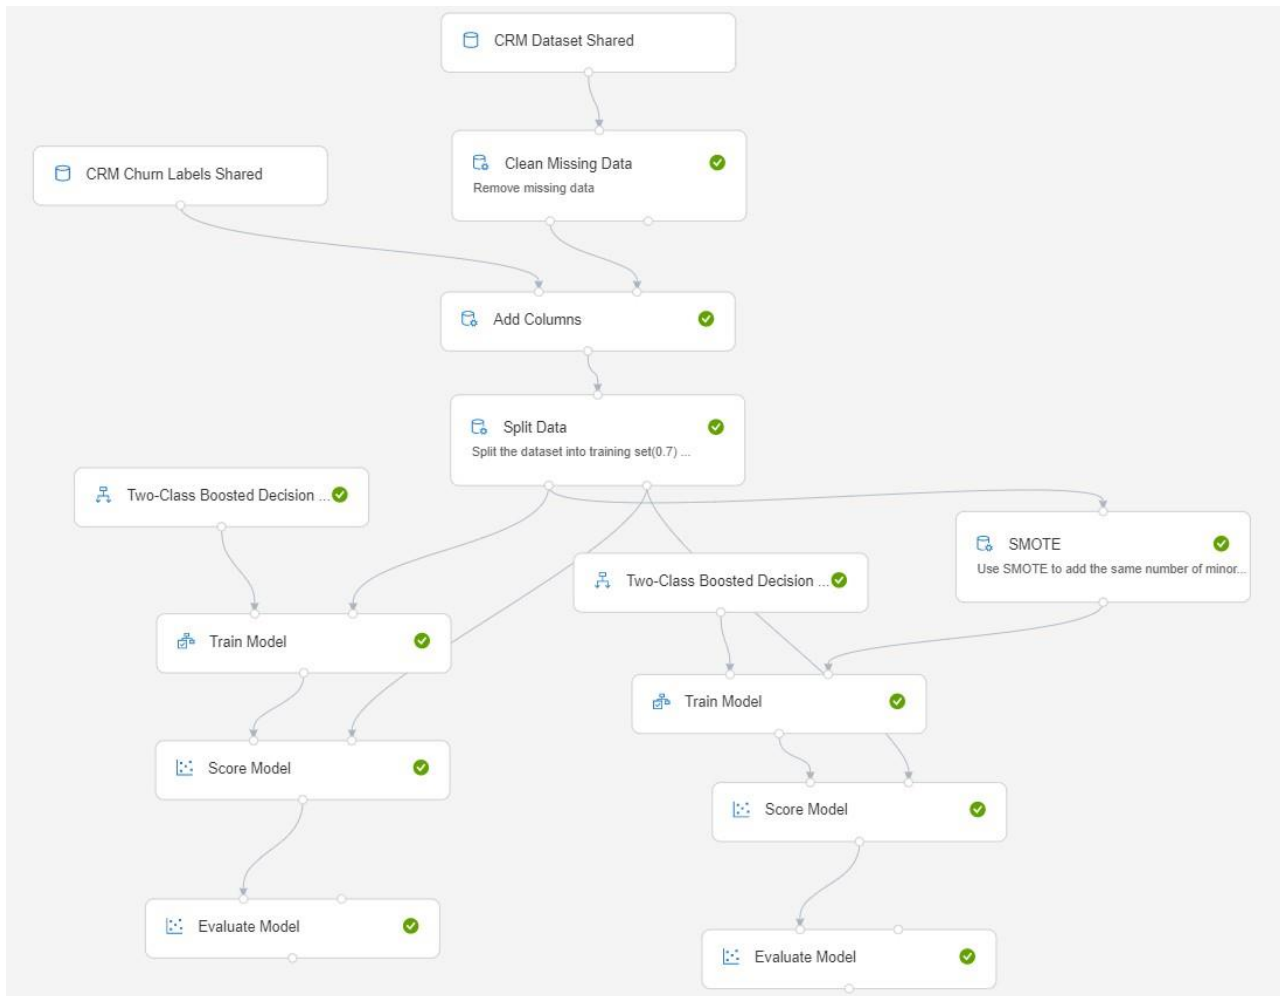 CRM Dataset Shared
Clean Missing Data
Remove missing data
CRM Churn Labels Shared
Add Columns
Split Data
Split the dataset into training set(0.7) ...
Two-Class Boosted Decision ...
SMOTE
Use SMOTE to add the same number of minor...
Two-Class Boosted Decision ...
Train Model
Train Model
Score Model
Score Model
Evaluate Model
Evaluate Model